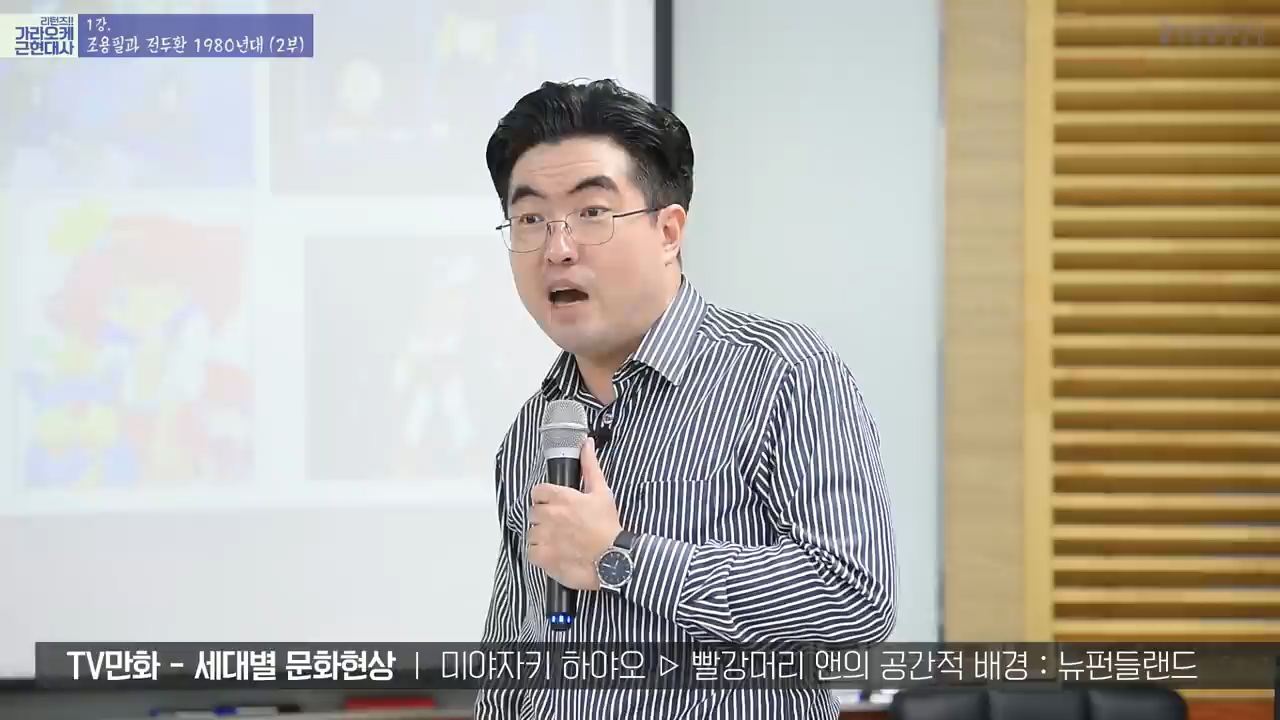 리턴즈!!
가라오케
근현대사
1강.
조용필과 전두환 1980년대 (2부)
TV만화 - 세대별 문화현상 | 미야자키 하야오 ▷ 빨강머리 앤의 공간적 배경 : 뉴펀들랜드